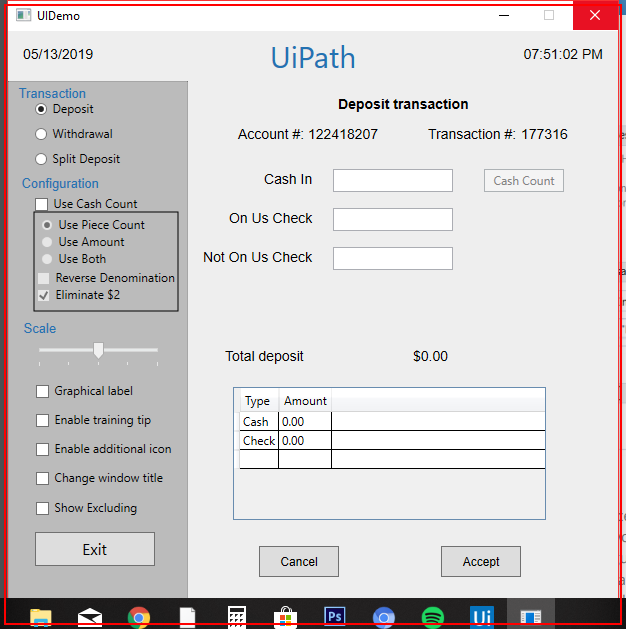 UIDemo
05/13/2019
UiPath
07:51:02 PM
Transaction
Deposit
Withdrawal
Split Deposit
Configuration
Use Cash Count
Use Piece Count
Use Amount
Use Both
Reverse Denomination
Eliminate $2
Scale
Graphical label
Enable training tip
Enable additional icon
Change window title
Show Excluding
Exit
Deposit transaction
Account #: 122418207 Transaction #: 177316
Cash In
Cash Count
On Us Check
Not On Us Check
Total deposit $0.00
Type Amount
Cash 0.00
Check 0.00
Cancel Accept
Ps
Ui